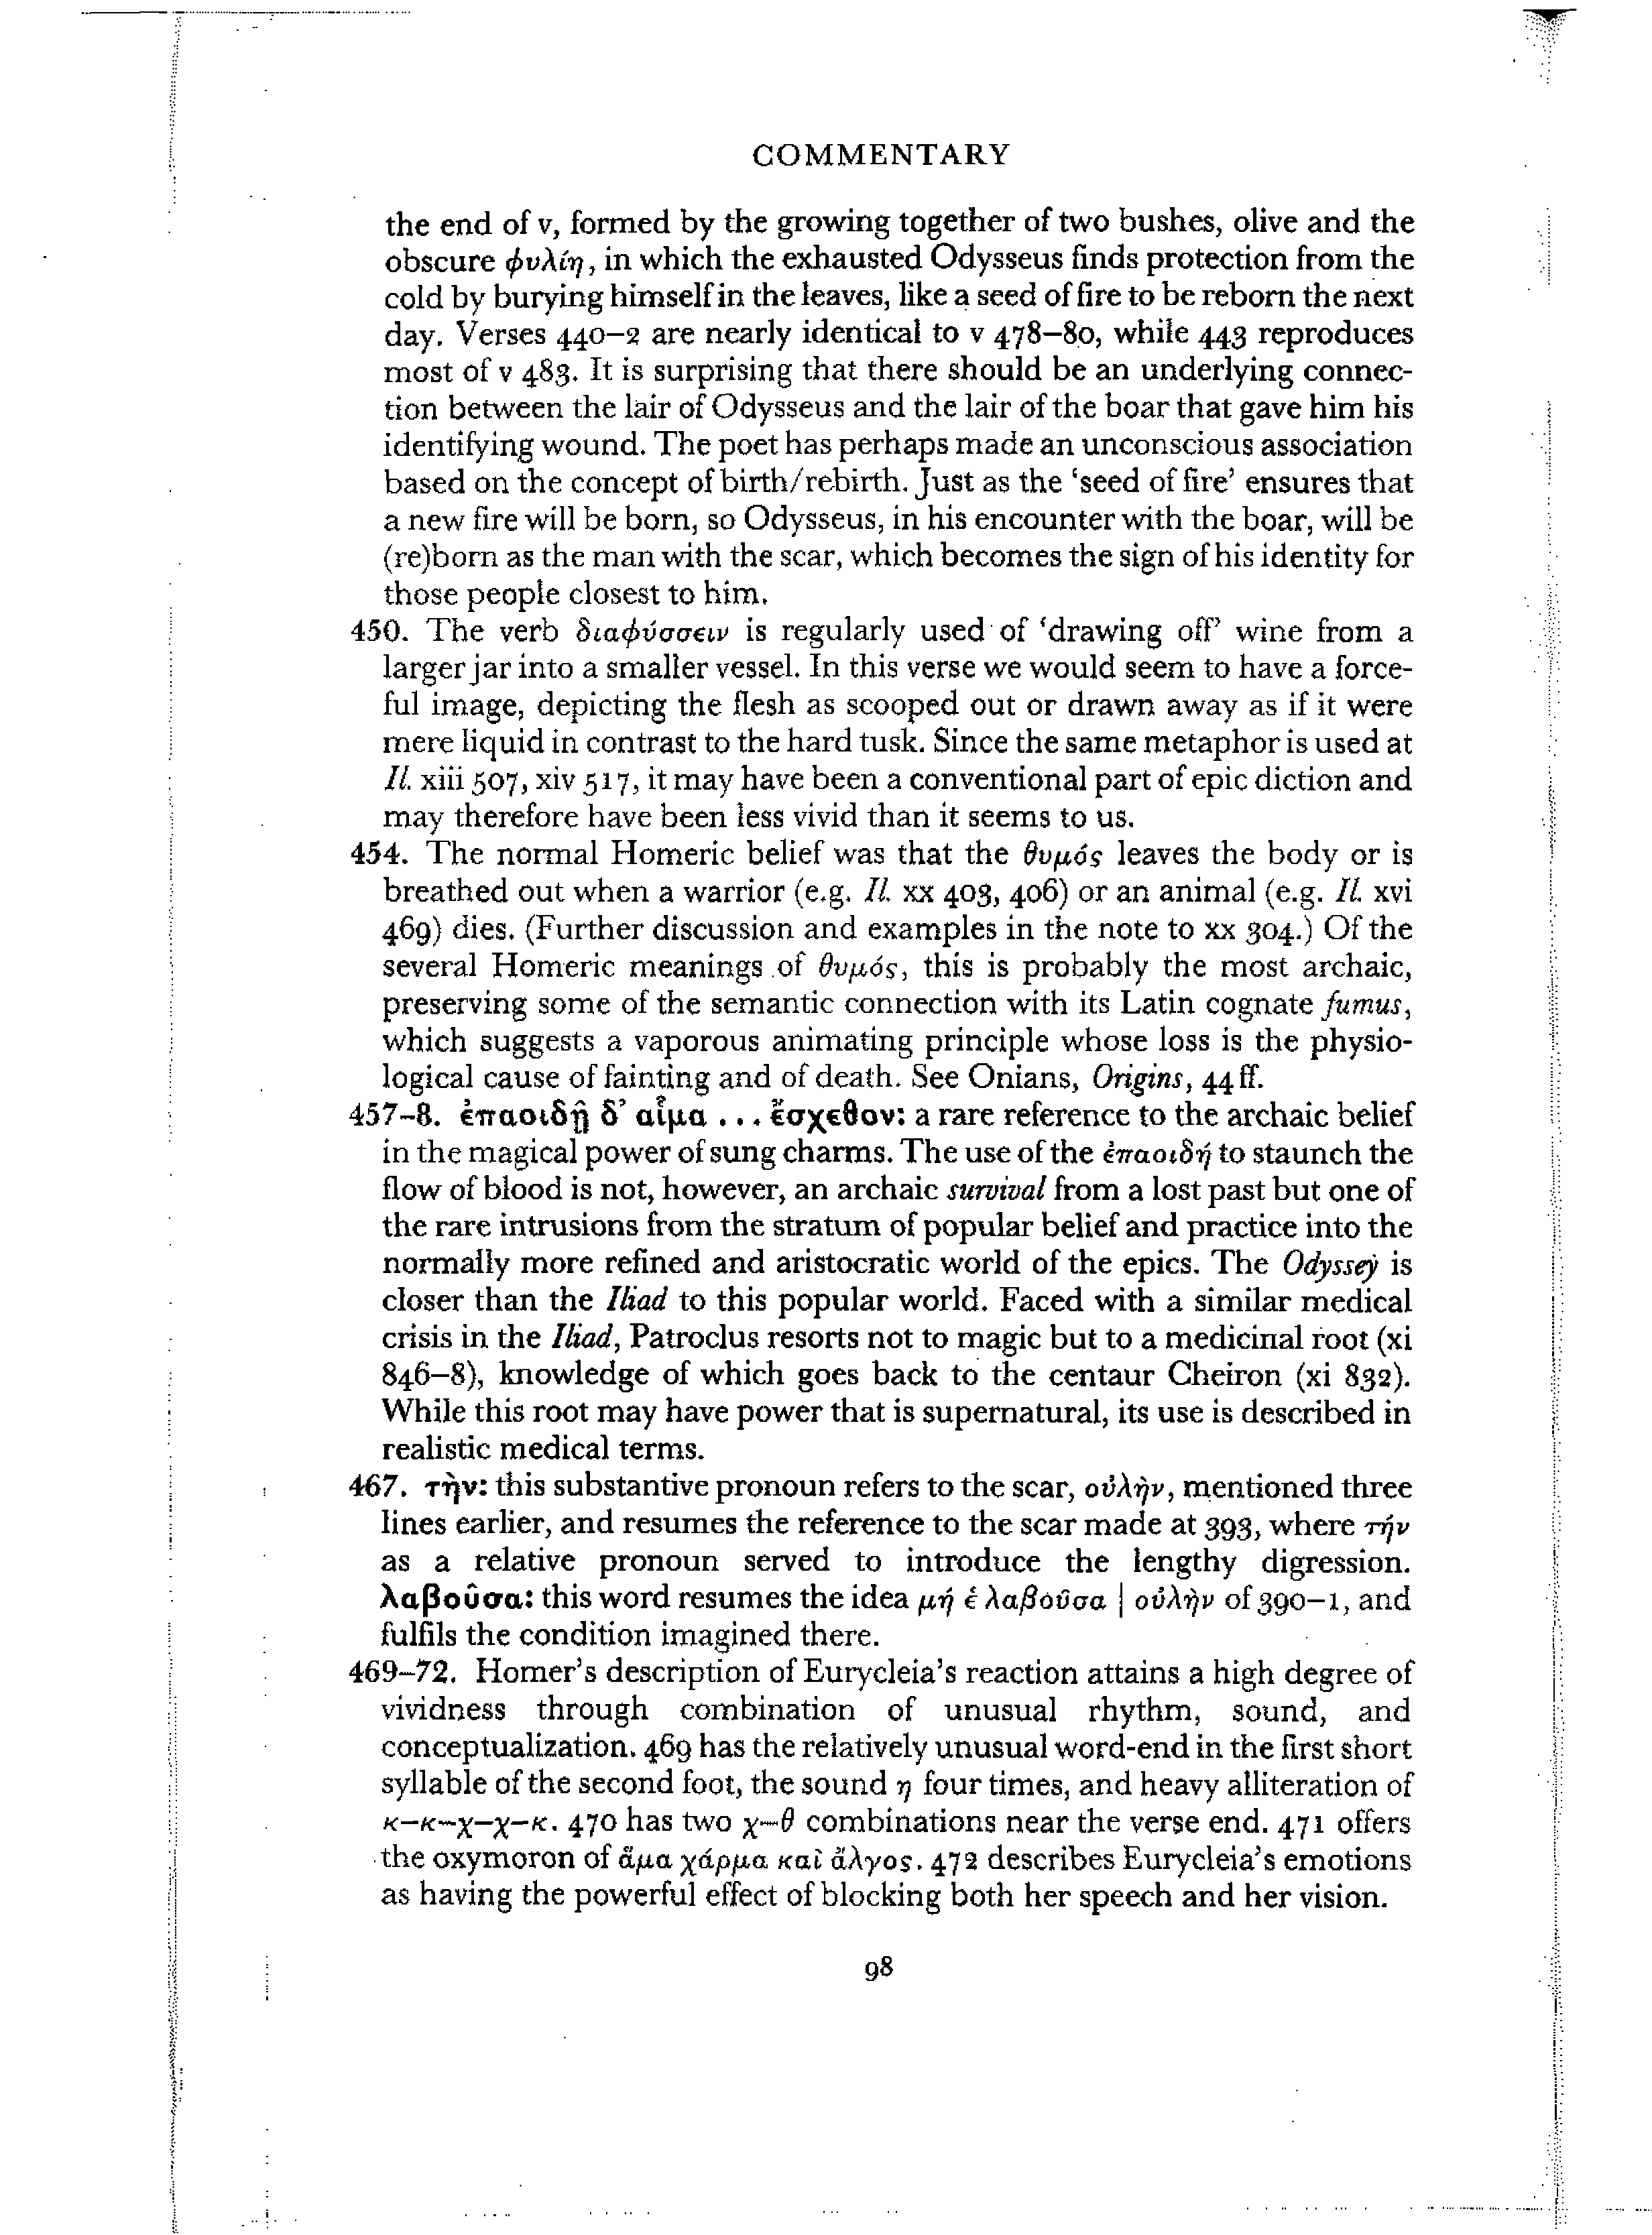 COMMENTARY
the end of v, formed by the growing together of two bushes, olive and the
obscure φυλίη, in which the exhausted Odysseus finds protection from the
cold by burying himself in the leaves, like a seed of fire to be reborn the next
day. Verses 440–2 are nearly identical to v 478–80, while 443 reproduces
most of v 483. It is surprising that there should be an underlying connec-
tion between the lair of Odysseus and the lair of the boar that gave him his
identifying wound. The poet has perhaps made an unconscious association
based on the concept of birth/rebirth. Just as the ‘seed of fire’ ensures that
a new fire will be born, so Odysseus, in his encounter with the boar, will be
(re)born as the man with the scar, which becomes the sign of his identity for
those people closest to him.
450. The verb διαφύσσειν is regularly used of ‘drawing off’ wine from a
larger jar into a smaller vessel. In this verse we would seem to have a force-
ful image, depicting the flesh as scooped out or drawn away as if it were
mere liquid in contrast to the hard tusk. Since the same metaphor is used at
Il. xiii 507, xiv 517, it may have been a conventional part of epic diction and
may therefore have been less vivid than it seems to us.
454. The normal Homeric belief was that the θυμός leaves the body or is
breathed out when a warrior (e.g. Il. xx 403, 406) or an animal (e.g. Il. xvi
469) dies. (Further discussion and examples in the note to xx 304.) Of the
several Homeric meanings of θυμός, this is probably the most archaic,
preserving some of the semantic connection with its Latin cognate fumus,
which suggests a vaporous animating principle whose loss is the physio-
logical cause of fainting and of death. See Onians, Origins, 44 ff.
457–8. ἐπαοιδῇ δ’ αἷμα ... ἔσχεθον: a rare reference to the archaic belief
in the magical power of sung charms. The use of the ἐπαοιδή to staunch the
flow of blood is not, however, an archaic survival from a lost past but one of
the rare intrusions from the stratum of popular belief and practice into the
normally more refined and aristocratic world of the epics. The Odyssey is
closer than the Iliad to this popular world. Faced with a similar medical
crisis in the Iliad, Patroclus resorts not to magic but to a medicinal root (xi
846–8), knowledge of which goes back to the centaur Cheiron (xi 832).
While this root may have power that is supernatural, its use is described in
realistic medical terms.
467. τὴν: this substantive pronoun refers to the scar, οὐλὴν, mentioned three
lines earlier, and resumes the reference to the scar made at 393, where τήν
as a relative pronoun served to introduce the lengthy digression.
λαβοῦσα: this word resumes the idea μή ἑ λαβοῦσα | οὐλὴν of 390–1, and
fulfils the condition imagined there.
469–72. Homer’s description of Eurycleia’s reaction attains a high degree of
vividness through combination of unusual rhythm, sound, and
conceptualization. 469 has the relatively unusual word-end in the first short
syllable of the second foot, the sound η four times, and heavy alliteration of
κ–κ–χ–χ–κ. 470 has two χ–θ combinations near the verse end. 471 offers
the oxymoron of ἅμα χάρμα καὶ ἄλγος. 472 describes Eurycleia’s emotions
as having the powerful effect of blocking both her speech and her vision.
98